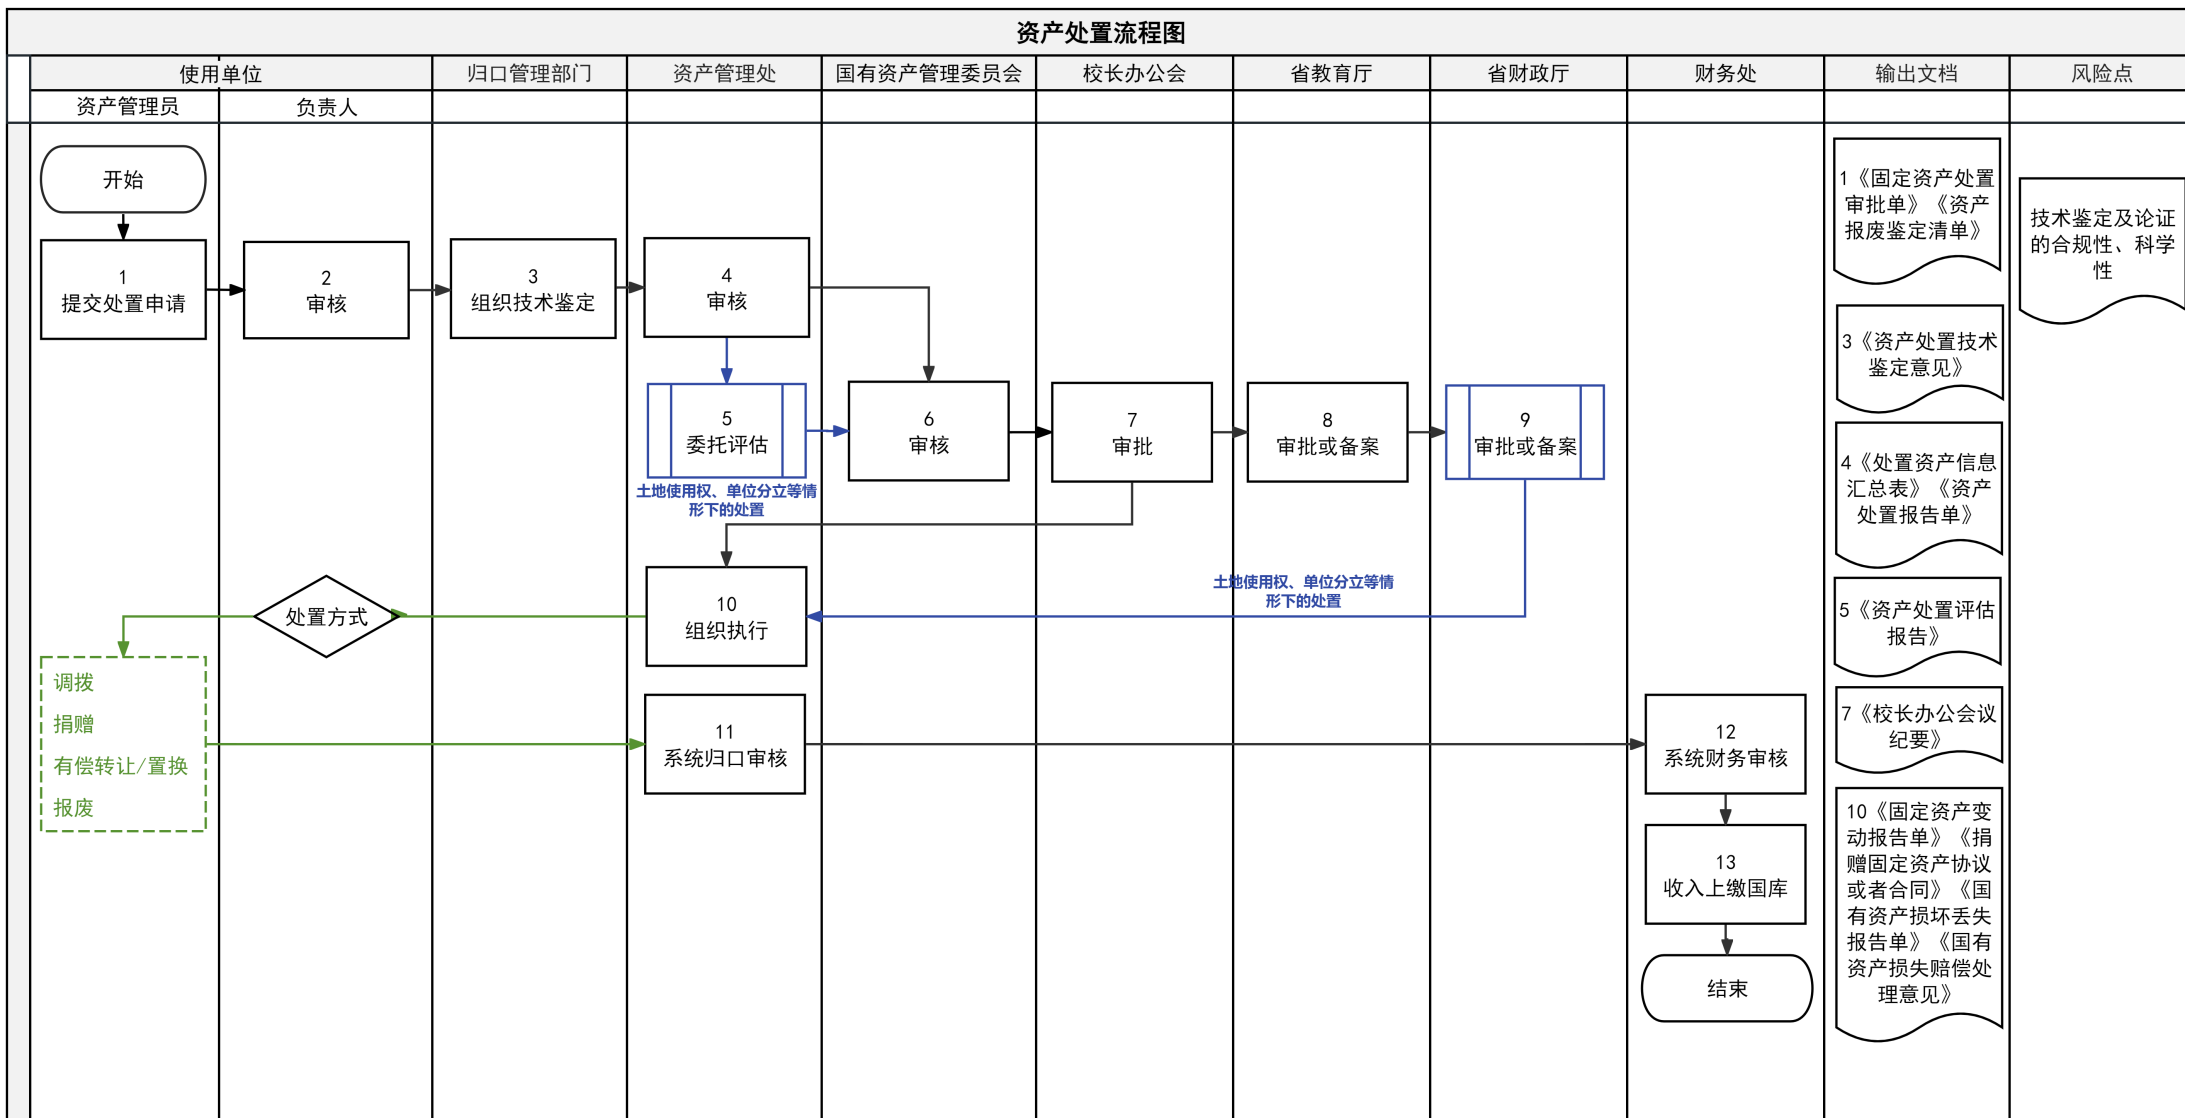 资产处置流程图
使用单位
归口管理部门
资产管理处
国有资产管理委员会
校长办公会
省教育厅
省财政厅
财务处
输出文档
风险点
资产管理员
负责人
开始
1
提交处置申请
2
审核
3
组织技术鉴定
4
审核
5
委托评估
土地使用权、单位分立等情
形下的处置
6
审核
7
审批
8
审批或备案
9
审批或备案
土地使用权、单位分立等情
形下的处置
10
组织执行
处置方式
调拨
捐赠
有偿转让/置换
报废
11
系统归口审核
12
系统财务审核
13
收入上缴国库
结束
1《固定资产处置
审批单》《资产
报废鉴定清单》
3《资产处置技术
鉴定意见》
4《处置资产信息
汇总表》《资产
处置报告单》
5《资产处置评估
报告》
7《校长办公会议
纪要》
10《固定资产变
动报告单》《捐
赠固定资产协议
或者合同》《国
有资产损坏丢失
报告单》《国有
资产损失赔偿处
理意见》
技术鉴定及论证
的合规性、科学
性